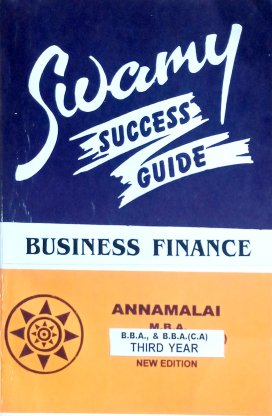 Swamy
SUCCESS
GUIDE
BUSINESS FINANCE
ANNAMALAI
M.B.A.
B.B.A., & B.B.A.(C.A)
THIRD YEAR
NEW EDITION